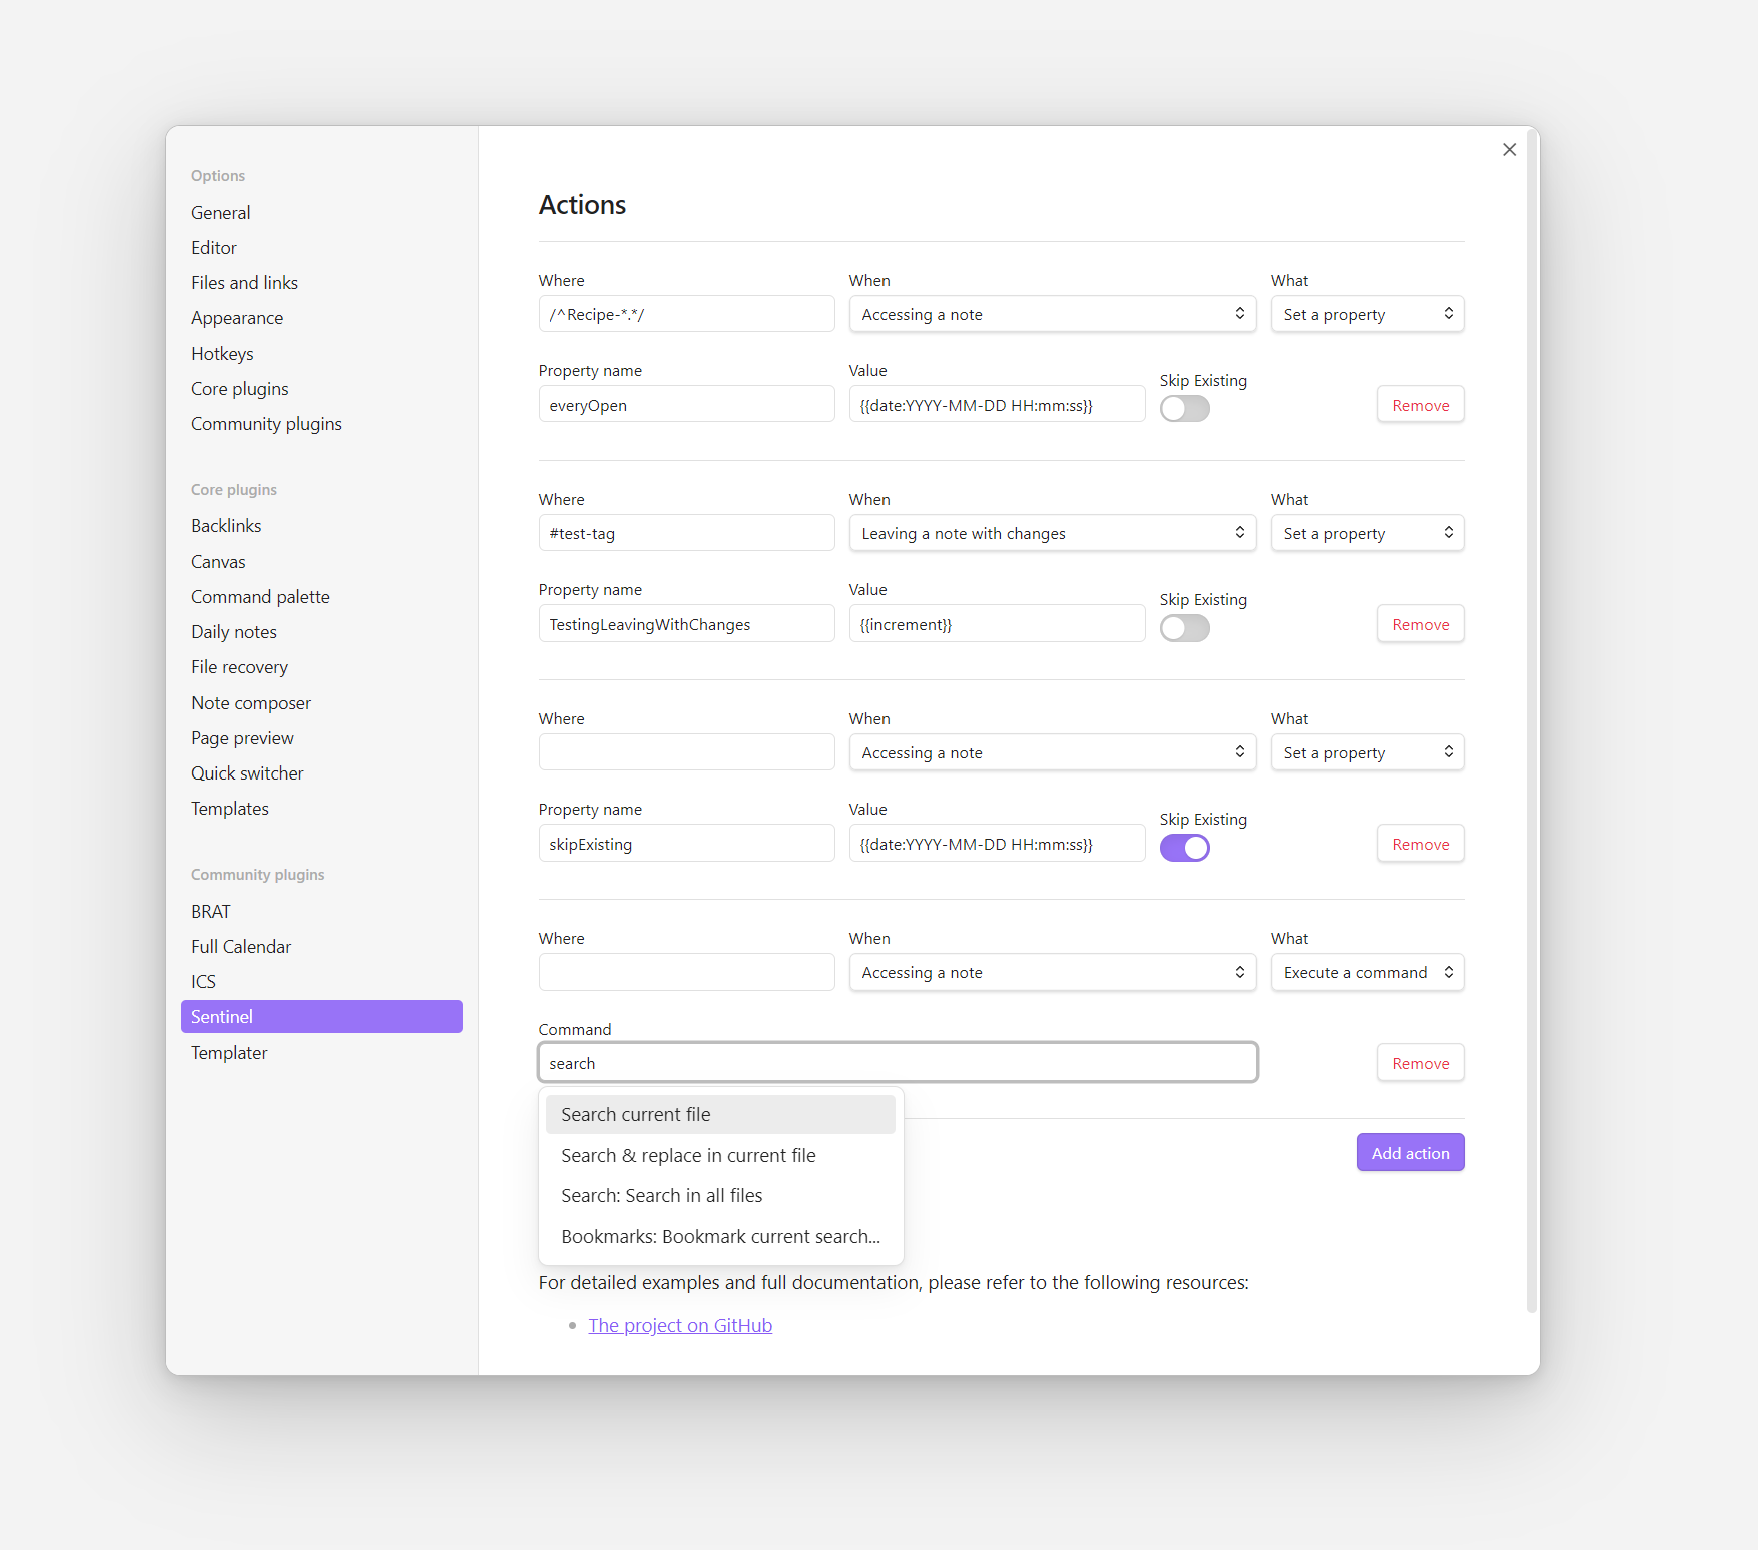 Options
General
Editor
Files and links
Appearance
Hotkeys
Core plugins
Community plugins
Core plugins
Backlinks
Canvas
Command palette
Daily notes
File recovery
Note composer
Page preview
Quick switcher
Templates
Community plugins
BRAT
Full Calendar
ICS
Sentinel
Templater
Actions
Where When What
/^Recipe-*.*/ Accessing a note Set a property
Property name Value Skip Existing
everyOpen {{date:YYYY-MM-DD HH:mm:ss}} Remove
Where When What
#test-tag Leaving a note with changes Set a property
Property name Value Skip Existing
TestingLeavingWithChanges {{increment}} Remove
Where When What
Accessing a note Set a property
Property name Value Skip Existing
skipExisting {{date:YYYY-MM-DD HH:mm:ss}} Remove
Where When What
Accessing a note Execute a command
Command
search Remove
Search current file
Search & replace in current file
Search: Search in all files
Bookmarks: Bookmark current search...
Add action
For detailed examples and full documentation, please refer to the following resources:
The project on GitHub